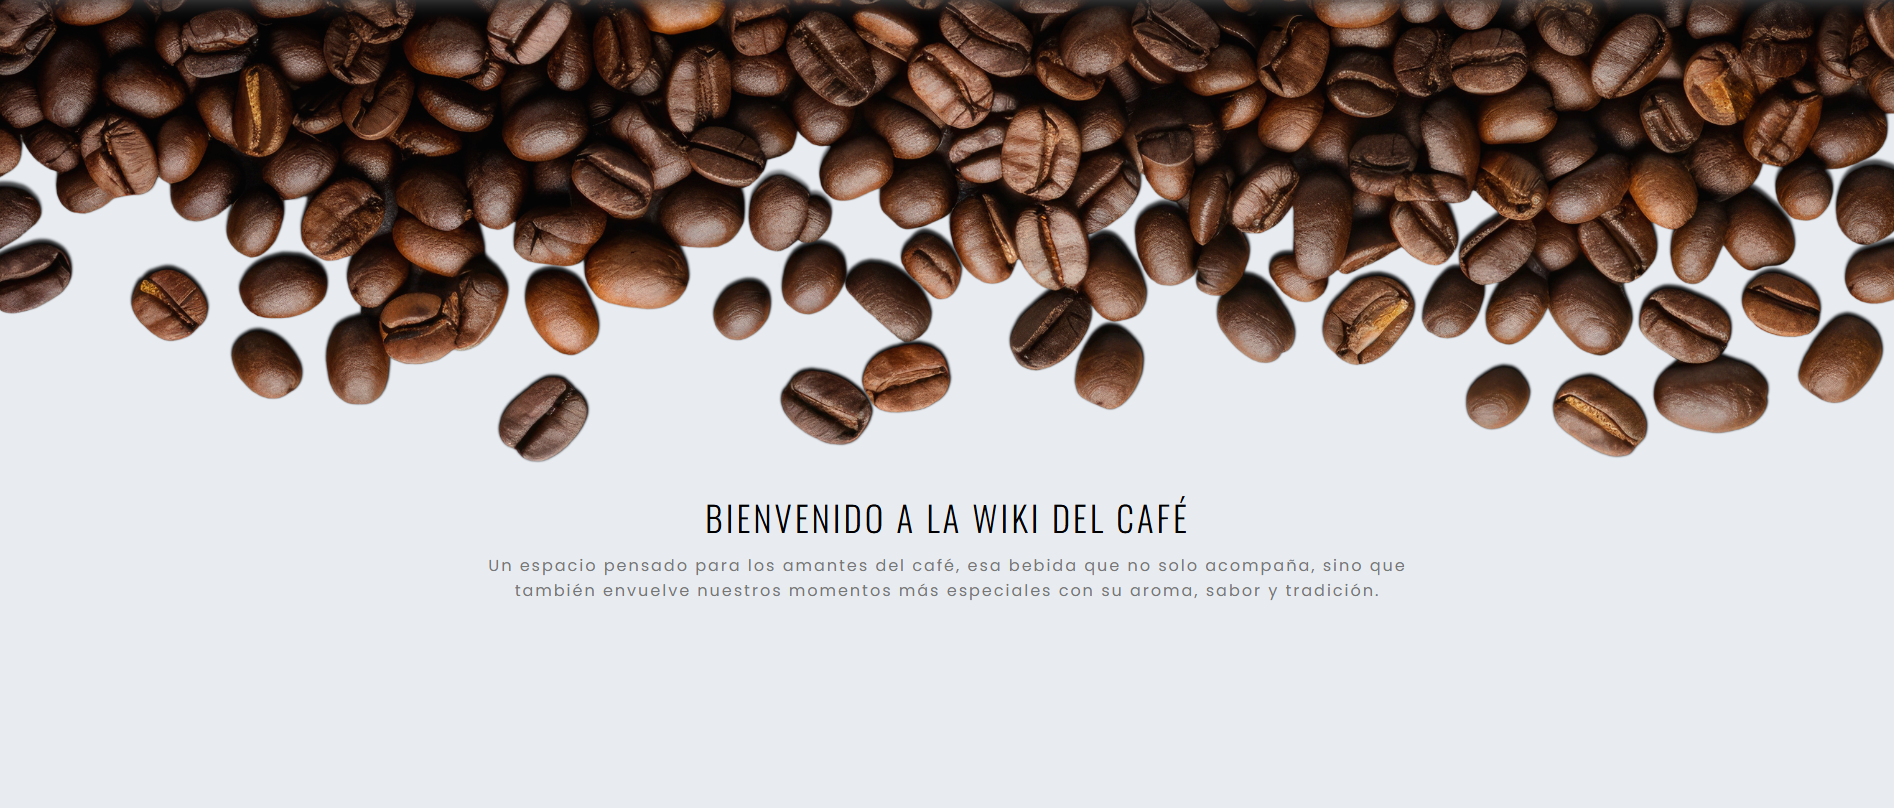 BIENVENIDO A LA WIKI DEL CAFÉ
Un espacio pensado para los amantes del café, esa bebida que no solo acompaña, sino que
también envuelve nuestros momentos más especiales con su aroma, sabor y tradición.